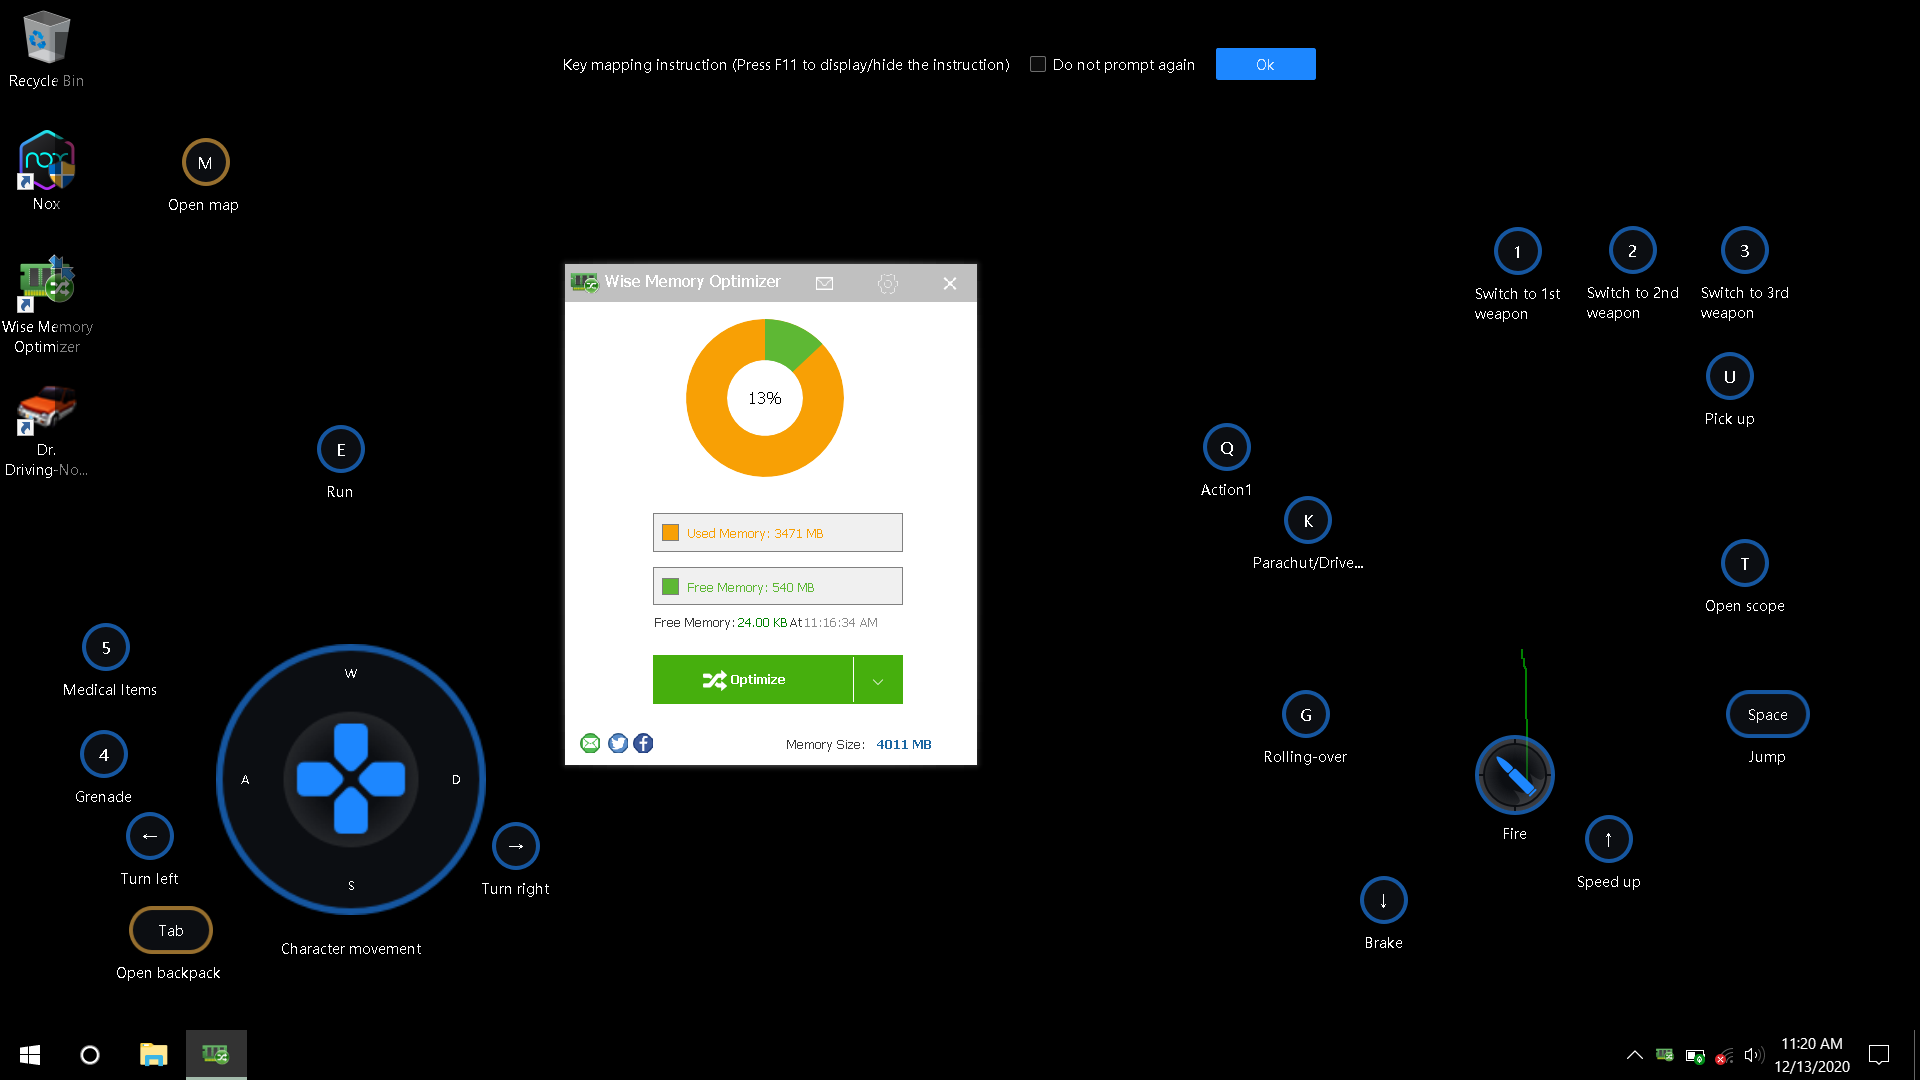 Recycle Bin
Key mapping instruction (Press F11 to display/hide the instruction)
Do not prompt again
Ok
nox
Nox
M
Open map
Wise Memory
Optimizer
Dr.
Driving-No...
E
Run
5
Medical Items
4
Grenade
←
Turn left
Tab
Open backpack
W
A
D
S
Character movement
→
Turn right
Wise Memory Optimizer
13%
Used Memory: 3471 MB
Free Memory: 540 MB
Free Memory: 24.00 KB At 11:16:34 AM
Optimize
Memory Size: 4011 MB
1
Switch to 1st
weapon
2
Switch to 2nd
weapon
3
Switch to 3rd
weapon
U
Pick up
Q
Action1
K
Parachut/Drive...
T
Open scope
G
Rolling-over
Space
Jump
Fire
↑
Speed up
↓
Brake
11:20 AM
12/13/2020